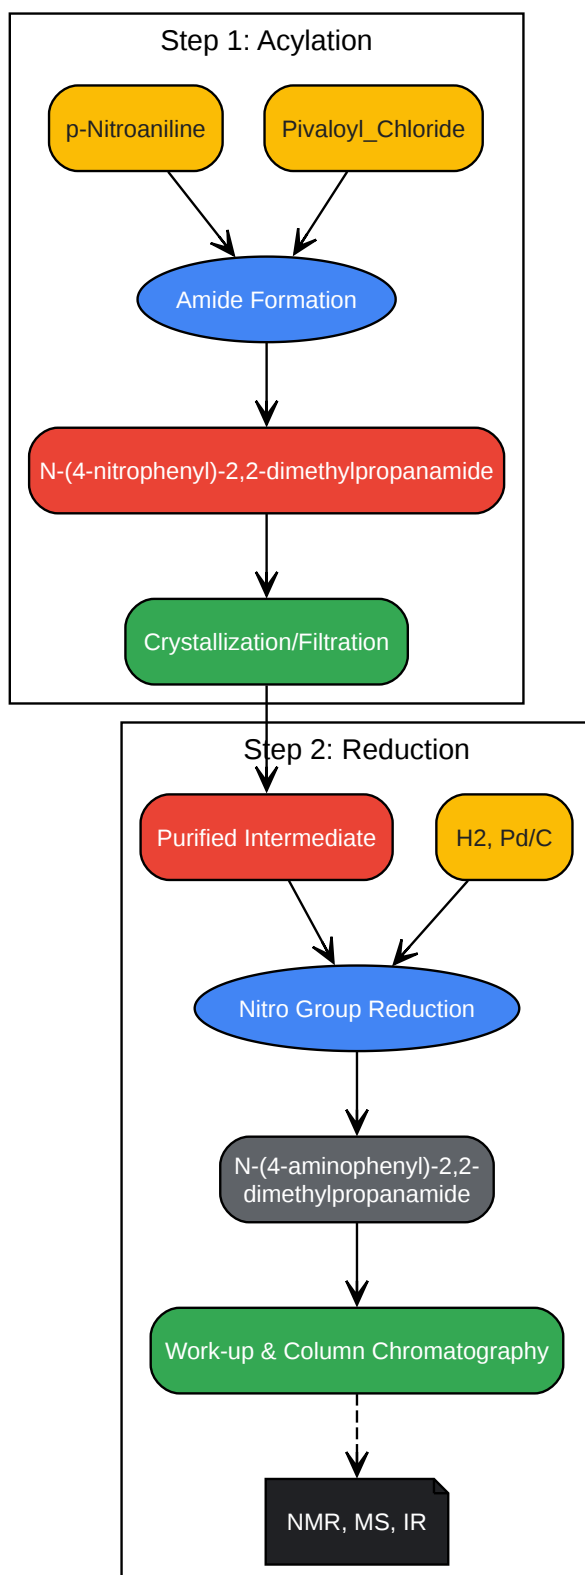 Step 1: Acylation
p-Nitroaniline
Pivaloyl_Chloride
Amide Formation
N-(4-nitrophenyl)-2,2-dimethylpropanamide
Crystallization/Filtration
Step 2: Reduction
Purified Intermediate
H2, Pd/C
Nitro Group Reduction
N-(4-aminophenyl)-2,2-
dimethylpropanamide
Work-up & Column Chromatography
NMR, MS, IR